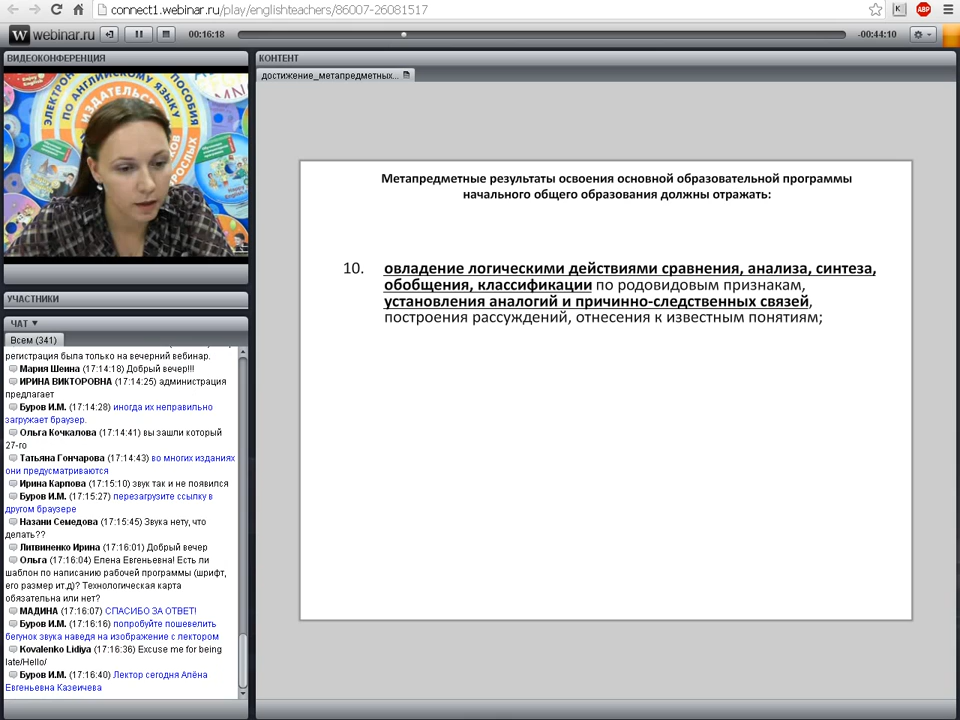 connect1.webinar.ru/play/englishteachers/86007-26081517
webinar.ru 00:16:18 -00:44:10
ВИДЕОКОНФЕРЕНЦИЯ
ЭЛЕКТРОН
ПО АНГЛИЙСКОМУ ЯЗЫКУ
ПОСОБИЯ
ИЗДАТЕЛЬСТВО
УЧАСТНИКИ
ЧАТ
Всем (341)
регистрация была только на вечерний вебинар.
Мария Шеина (17:14:18) Добрый вечер!!!
ИРИНА ВИКТОРОВНА (17:14:25) администрация
предлагает
Буров И.М. (17:14:28) иногда их неправильно
загружает браузер.
Ольга Кочкалова (17:14:41) вы зашли который
27-го
Татьяна Гончарова (17:14:43) во многих изданиях
они предусматриваются
Ирина Карпова (17:15:10) звук так и не появился
Буров И.М. (17:15:27) перезагрузите ссылку в
другом браузере
Назани Семедова (17:15:45) Звука нету, что
делать??
Литвиненко Ирина (17:16:01) Добрый вечер
Ольга (17:16:04) Елена Евгеньевна! Есть ли
шаблон по написанию рабочей программы (шрифт,
его размер ит.д)? Технологическая карта
обязательна или нет?
МАДИНА (17:16:07) СПАСИБО ЗА ОТВЕТ!
Буров И.М. (17:16:16) попробуйте пошевелить
бегунок звука наведя на изображение с лектором
Kovalenko Lidiya (17:16:36) Excuse me for being
late/Hello/
Буров И.М. (17:16:40) Лектор сегодня Алёна
Евгеньевна Казеичева
КОНТЕНТ
достижение_метапредметных...
Метапредметные результаты освоения основной образовательной программы
начального общего образования должны отражать:
10. овладение логическими действиями сравнения, анализа, синтеза,
обобщения, классификации по родовидовым признакам,
установления аналогий и причинно-следственных связей,
построения рассуждений, отнесения к известным понятиям;